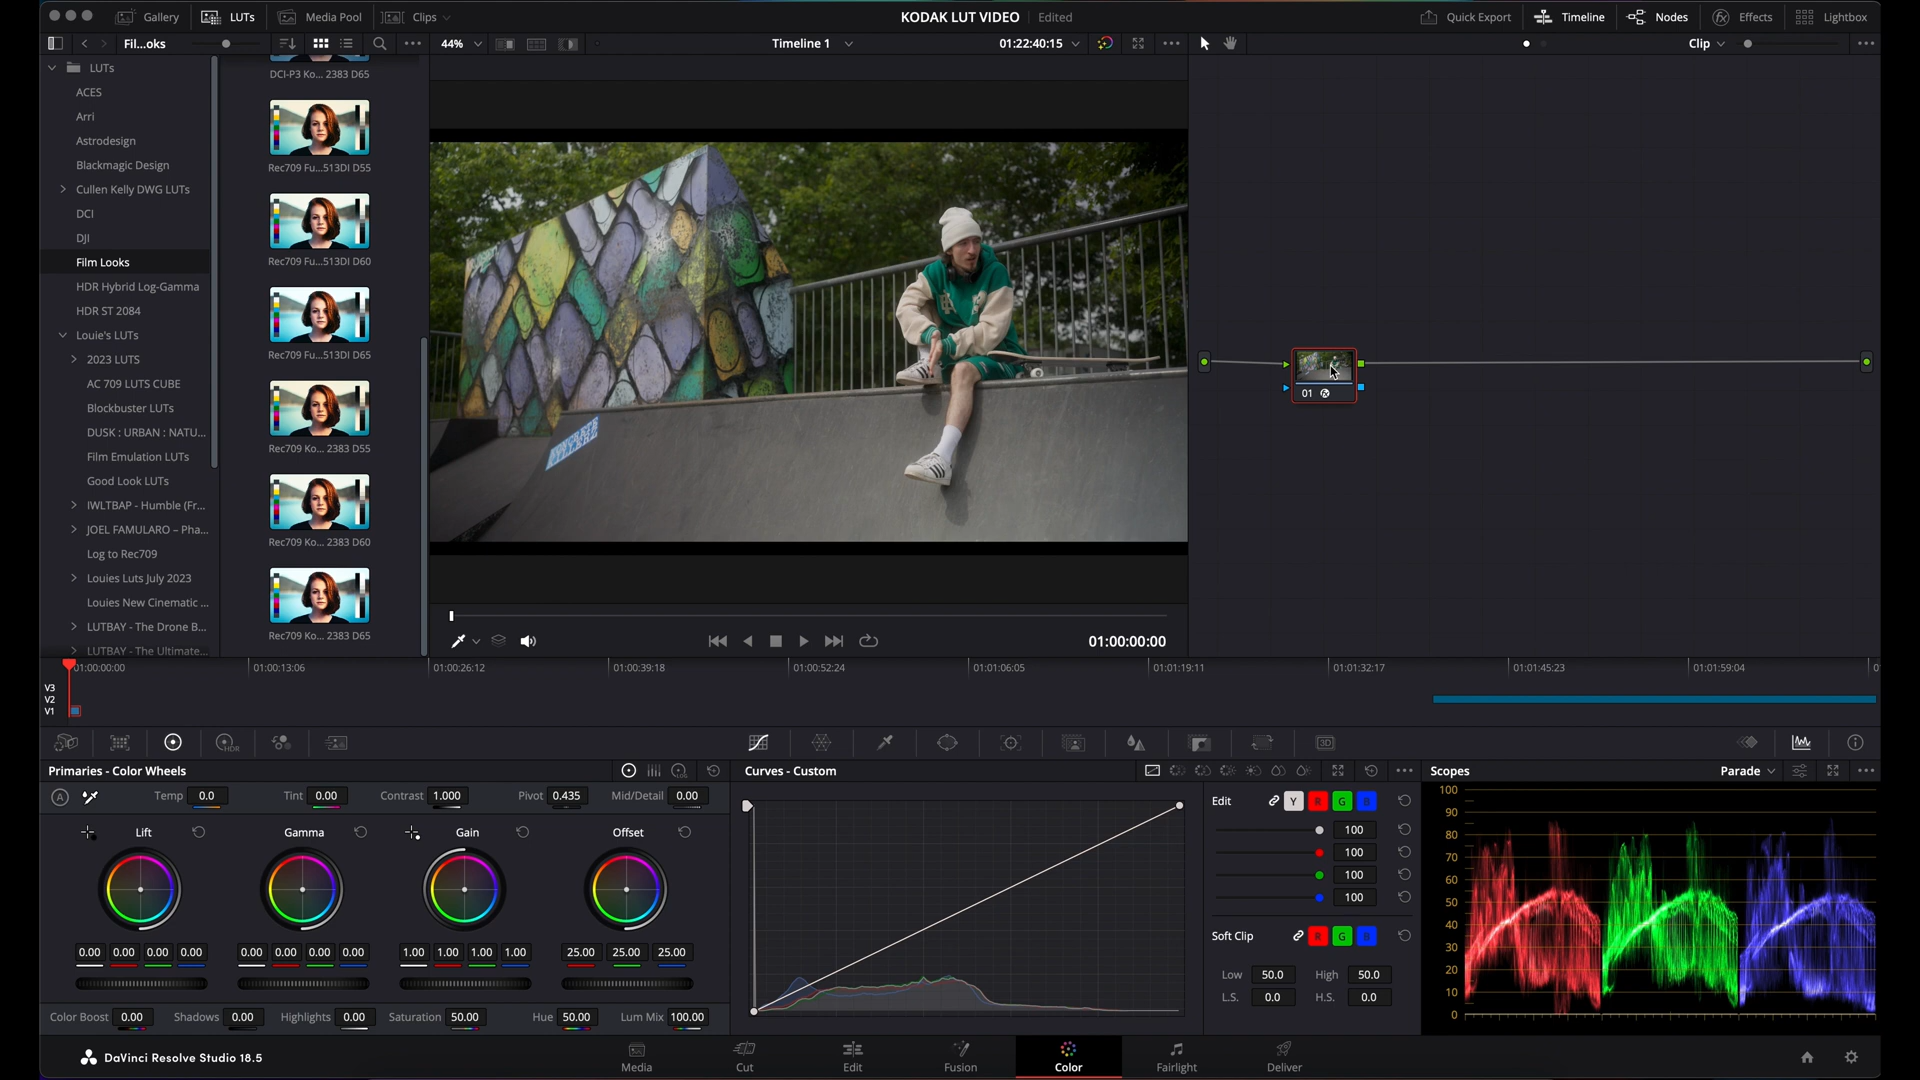 Gallery
LUTs
Media Pool
Clips
KODAK LUT VIDEO
Edited
Quick Export
Timeline
Nodes
Effects
Lightbox
Fil...oks
44%
Timeline 1
01:22:40:15
Clip
LUTs
ACES
Arri
Astrodesign
Blackmagic Design
Cullen Kelly DWG LUTs
DCI
DJI
Film Looks
HDR Hybrid Log-Gamma
HDR ST 2084
Louie's LUTs
2023 LUTS
AC 709 LUTS CUBE
Blockbuster LUTs
DUSK : URBAN : NATU...
Film Emulation LUTs
Good Look LUTs
IWLTBAP - Humble (Fr...
JOEL FAMULARO – Pha...
Log to Rec709
Louies Luts July 2023
Louies New Cinematic ...
LUTBAY - The Drone B...
LUTBAY - The Ultimate...
DCI-P3 Ko... 2383 D65
Rec709 Fu...513DI D55
Rec709 Fu...513DI D60
Rec709 Fu...513DI D65
Rec709 Ko... 2383 D55
Rec709 Ko... 2383 D60
Rec709 Ko... 2383 D65
01
01:00:00:00
01:00:00:00
01:00:13:06
01:00:26:12
01:00:39:18
01:00:52:24
01:01:06:05
01:01:19:11
01:01:32:17
01:01:45:23
01:01:59:04
V3
V2
V1
HDR
3D
Primaries - Color Wheels
LOG
A
Temp 0.0
Tint 0.00
Contrast 1.000
Pivot 0.435
Mid/Detail 0.00
Lift
Gamma
Gain
Offset
0.00 0.00 0.00 0.00
0.00 0.00 0.00 0.00
1.00 1.00 1.00 1.00
25.00 25.00 25.00
Color Boost 0.00
Shadows 0.00
Highlights 0.00
Saturation 50.00
Hue 50.00
Lum Mix 100.00
Curves - Custom
Edit
Y R G B
100
100
100
100
Soft Clip
R G B
Low 50.0 High 50.0
L.S. 0.0 H.S. 0.0
Scopes
Parade
100
90
80
70
60
50
40
30
20
10
0
DaVinci Resolve Studio 18.5
Media
Cut
Edit
Fusion
Color
Fairlight
Deliver